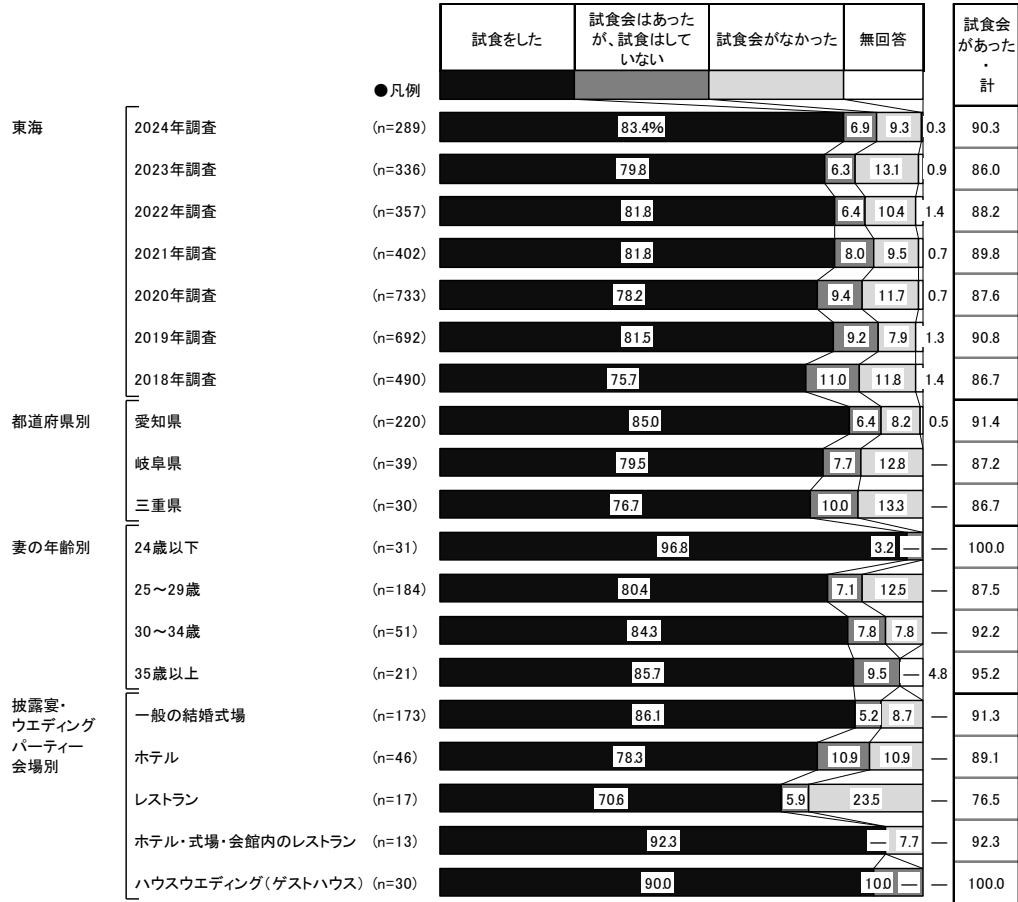 試食をした 試食会はあったが、試食はしていない 試食会がなかった 無回答 試食会があった・計
●凡例
東海 2024年調査 (n=289) 83.4% 6.9 9.3 0.3 90.3
2023年調査 (n=336) 79.8 6.3 13.1 0.9 86.0
2022年調査 (n=357) 81.8 6.4 10.4 1.4 88.2
2021年調査 (n=402) 81.8 8.0 9.5 0.7 89.8
2020年調査 (n=733) 78.2 9.4 11.7 0.7 87.6
2019年調査 (n=692) 81.5 9.2 7.9 1.3 90.8
2018年調査 (n=490) 75.7 11.0 11.8 1.4 86.7
都道府県別 愛知県 (n=220) 85.0 6.4 8.2 0.5 91.4
岐阜県 (n=39) 79.5 7.7 12.8 — 87.2
三重県 (n=30) 76.7 10.0 13.3 — 86.7
妻の年齢別 24歳以下 (n=31) 96.8 3.2 — — 100.0
25～29歳 (n=184) 80.4 7.1 12.5 — 87.5
30～34歳 (n=51) 84.3 7.8 7.8 — 92.2
35歳以上 (n=21) 85.7 9.5 — 4.8 95.2
披露宴・ウエディングパーティー会場別 一般の結婚式場 (n=173) 86.1 5.2 8.7 — 91.3
ホテル (n=46) 78.3 10.9 10.9 — 89.1
レストラン (n=17) 70.6 5.9 23.5 — 76.5
ホテル・式場・会館内のレストラン (n=13) 92.3 — 7.7 — 92.3
ハウスウエディング(ゲストハウス) (n=30) 90.0 10.0 — — 100.0